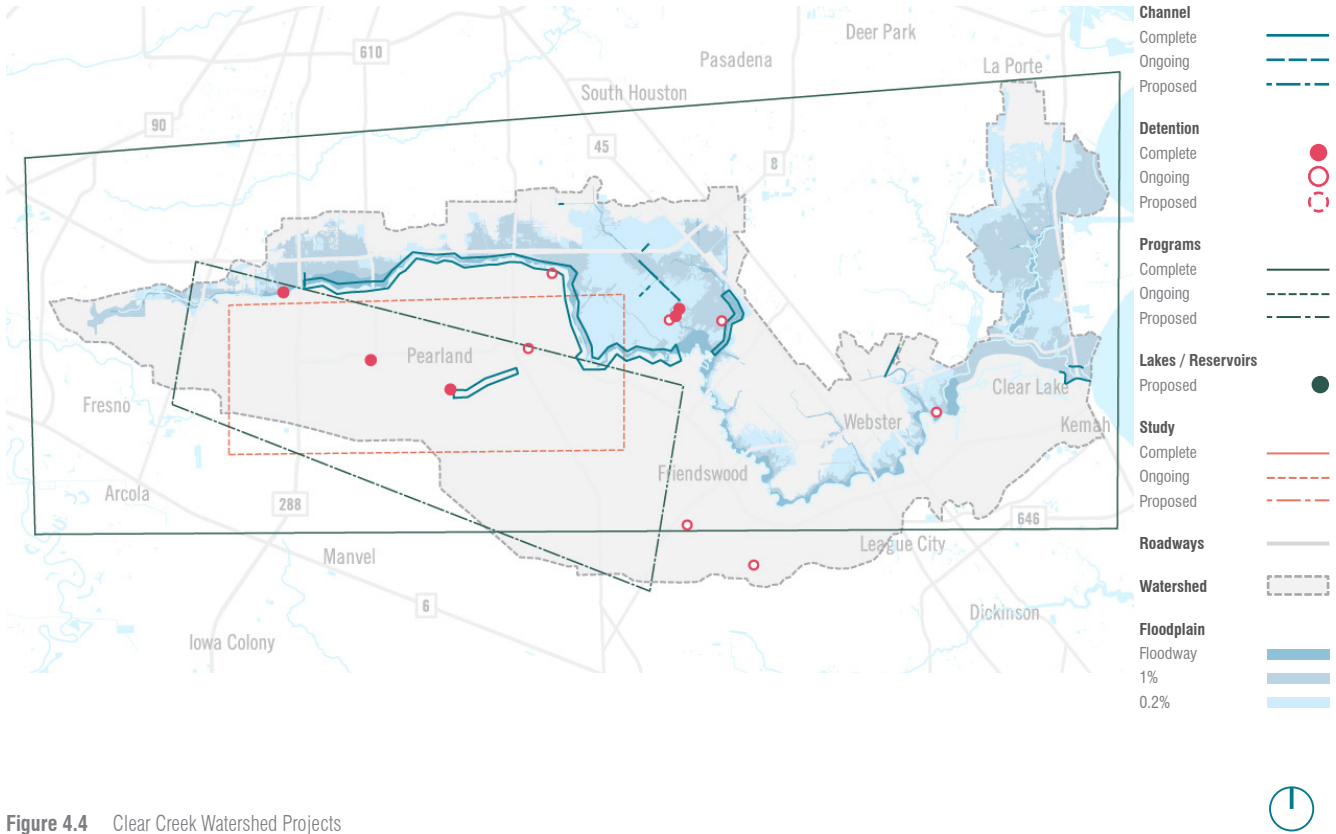 Deer Park
610
Pasadena
La Porte
South Houston
90
45
8
Pearland
Clear Lake
Fresno
Webster
Kemah
Friendswood
Arcola
288
646
League City
Manvel
6
Dickinson
Iowa Colony
Channel
Complete
Ongoing
Proposed
Detention
Complete
Ongoing
Proposed
Programs
Complete
Ongoing
Proposed
Lakes / Reservoirs
Proposed
Study
Complete
Ongoing
Proposed
Roadways
Watershed
Floodplain
Floodway
1%
0.2%
Figure 4.4 Clear Creek Watershed Projects